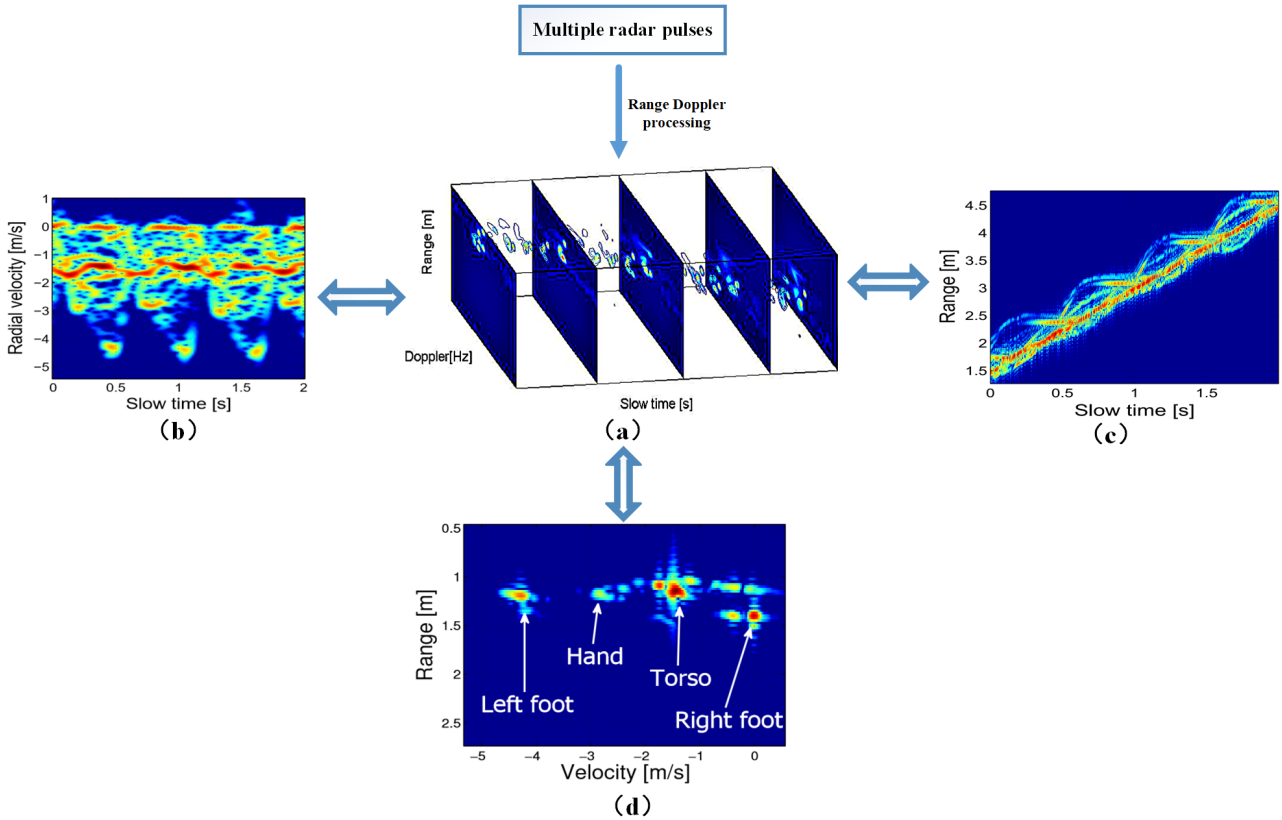 Multiple radar pulses
Range Doppler
processing
Radial velocity [m/s]
1
0
−1
−2
−3
−4
−5
0
0.5
1
1.5
2
Slow time [s]
(b)
Range [m]
Doppler[Hz]
Slow time [s]
(a)
Range [m]
4.5
4
3.5
3
2.5
2
1.5
0
0.5
1
1.5
Slow time [s]
(c)
Range [m]
0.5
1
1.5
2
2.5
Left foot
Hand
Torso
Right foot
−5
−4
−3
−2
−1
0
Velocity [m/s]
(d)